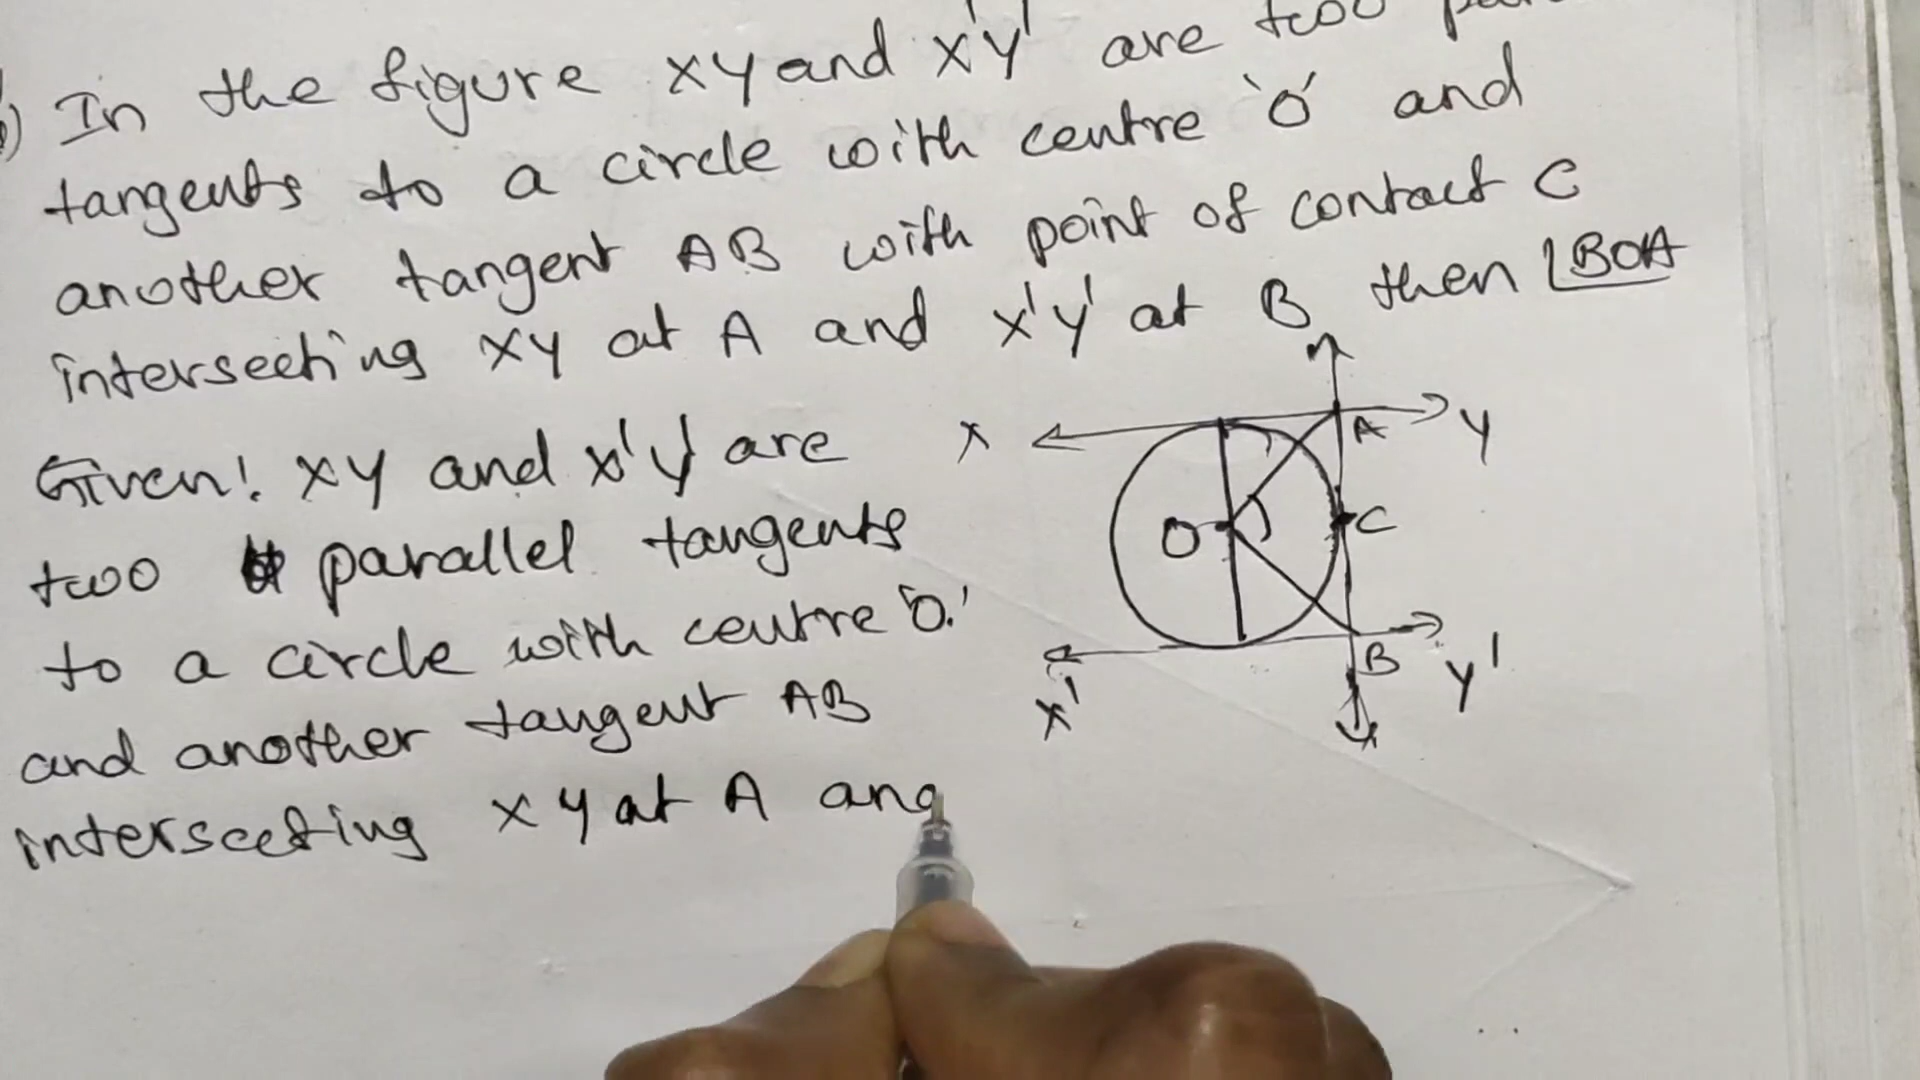 In the figure XY and X'Y' are two
tangents to a circle with centre 'O' and
another tangent AB with point of contact C
intersecting XY at A and X'Y' at B then ∠BOA
Given! XY and X'Y' are
two parallel tangents
to a circle with centre 'O.'
and another tangent AB
intersecting XY at A and
X
A
Y
O
C
B
X'
Y'